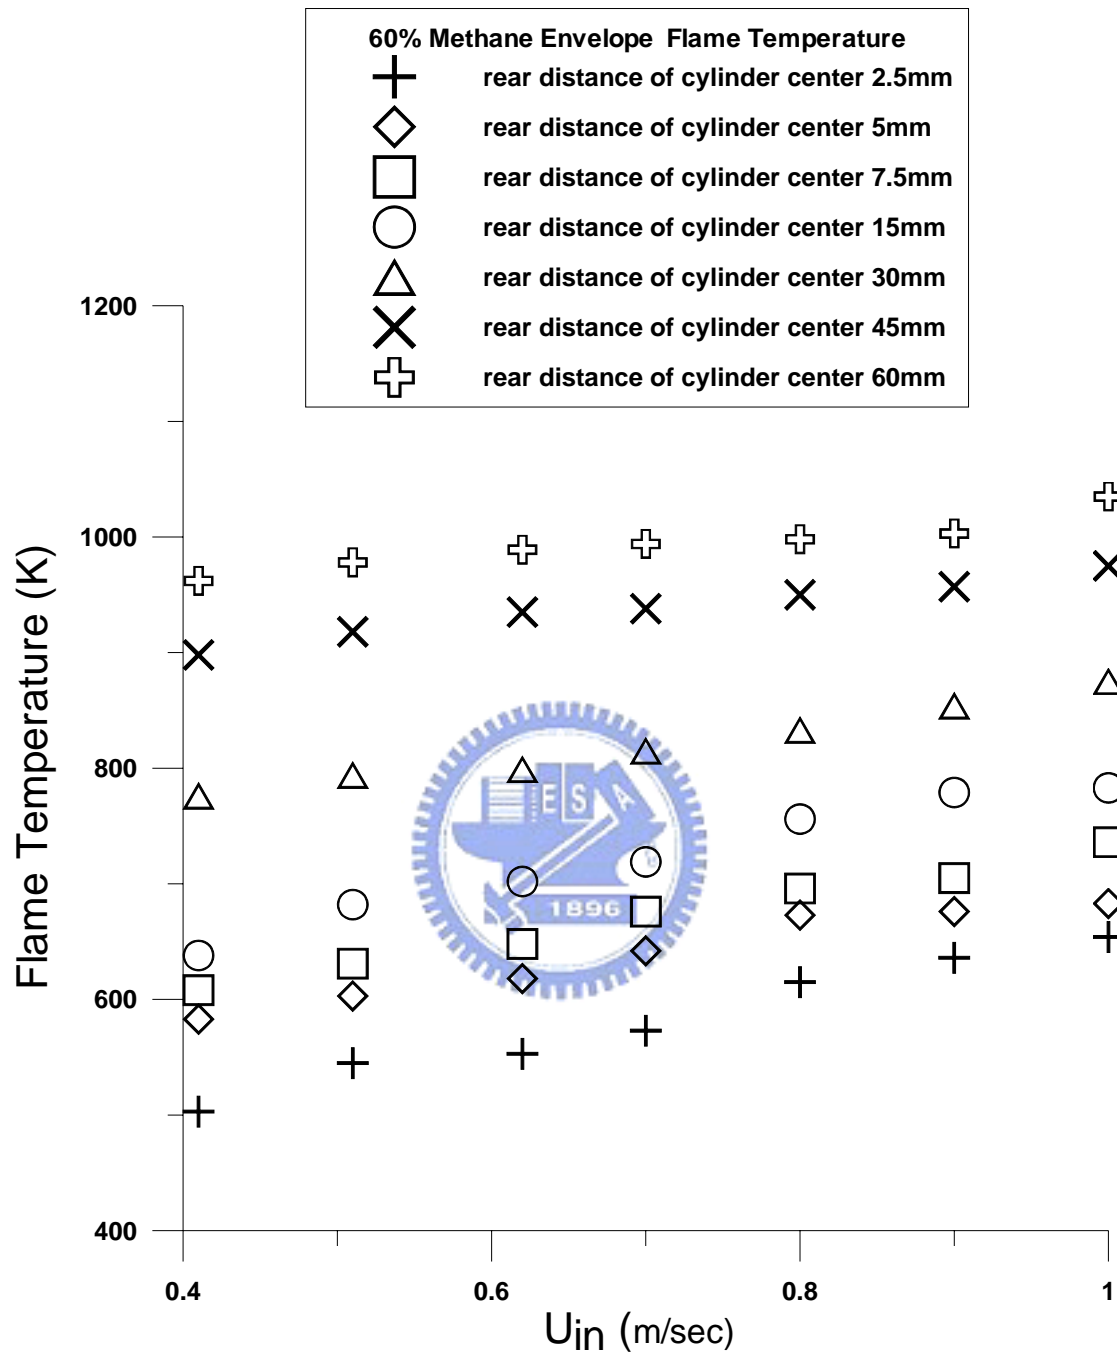 60% Methane Envelope Flame Temperature
rear distance of cylinder center 2.5mm
rear distance of cylinder center 5mm
rear distance of cylinder center 7.5mm
rear distance of cylinder center 15mm
rear distance of cylinder center 30mm
rear distance of cylinder center 45mm
rear distance of cylinder center 60mm
1200
1000
800
600
400
Flame Temperature (K)
E S A
1896
0.4 0.6 0.8 1
Uin (m/sec)